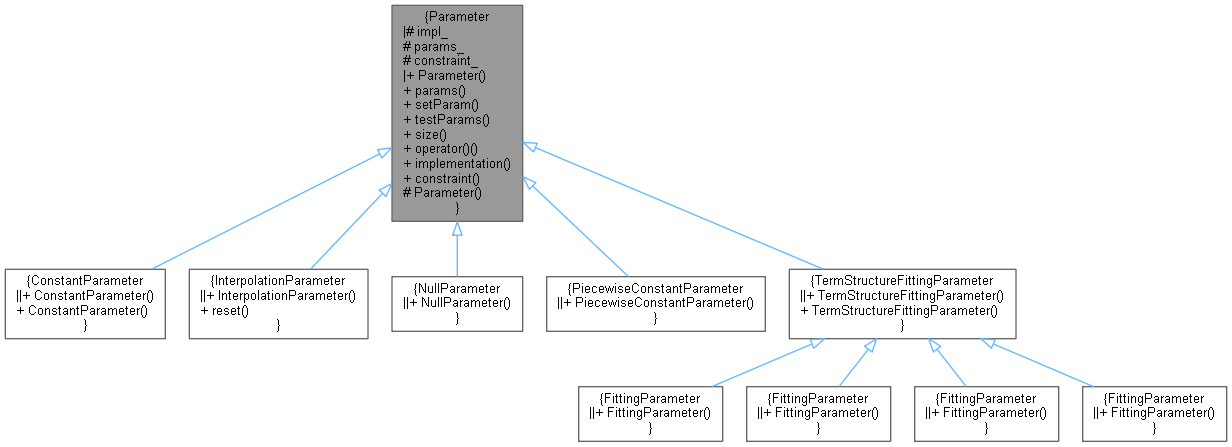 {Parameter
|# impl_
# params_
# constraint_
|+ Parameter()
+ params()
+ setParam()
+ testParams()
+ size()
+ operator()()
+ implementation()
+ constraint()
# Parameter()
}
{ConstantParameter
||+ ConstantParameter()
+ ConstantParameter()
}
{InterpolationParameter
||+ InterpolationParameter()
+ reset()
}
{NullParameter
||+ NullParameter()
}
{PiecewiseConstantParameter
||+ PiecewiseConstantParameter()
}
{TermStructureFittingParameter
||+ TermStructureFittingParameter()
+ TermStructureFittingParameter()
}
{FittingParameter
||+ FittingParameter()
}
{FittingParameter
||+ FittingParameter()
}
{FittingParameter
||+ FittingParameter()
}
{FittingParameter
||+ FittingParameter()
}